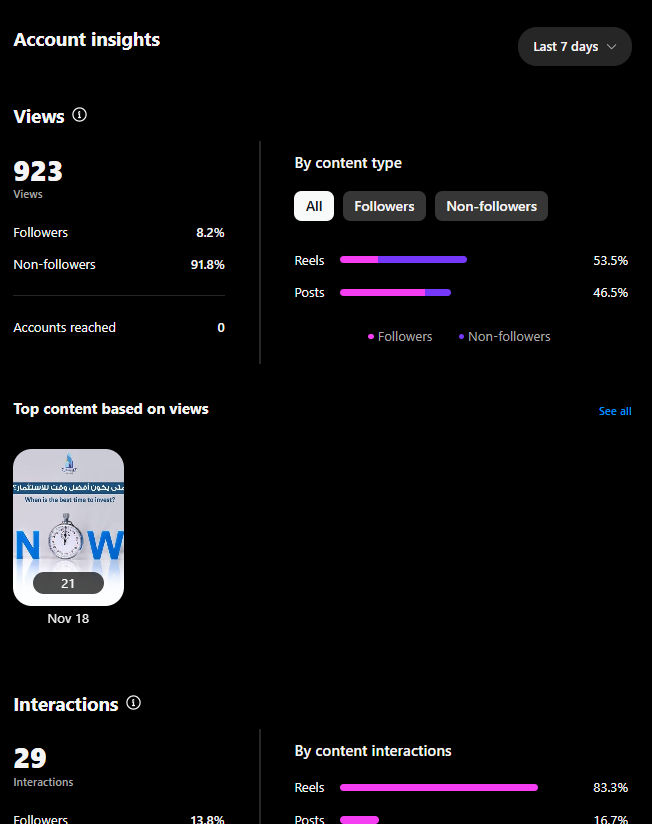 Account insights
Last 7 days
Views
923
Views
Followers 8.2%
Non-followers 91.8%
Accounts reached 0
By content type
All Followers Non-followers
Reels 53.5%
Posts 46.5%
Followers Non-followers
Top content based on views
See all
متى يكون أفضل وقت للاستثمار؟
When is the best time to invest?
N W
21
Nov 18
Interactions
29
Interactions
Followers 13.8%
By content interactions
Reels 83.3%
Posts 16.7%